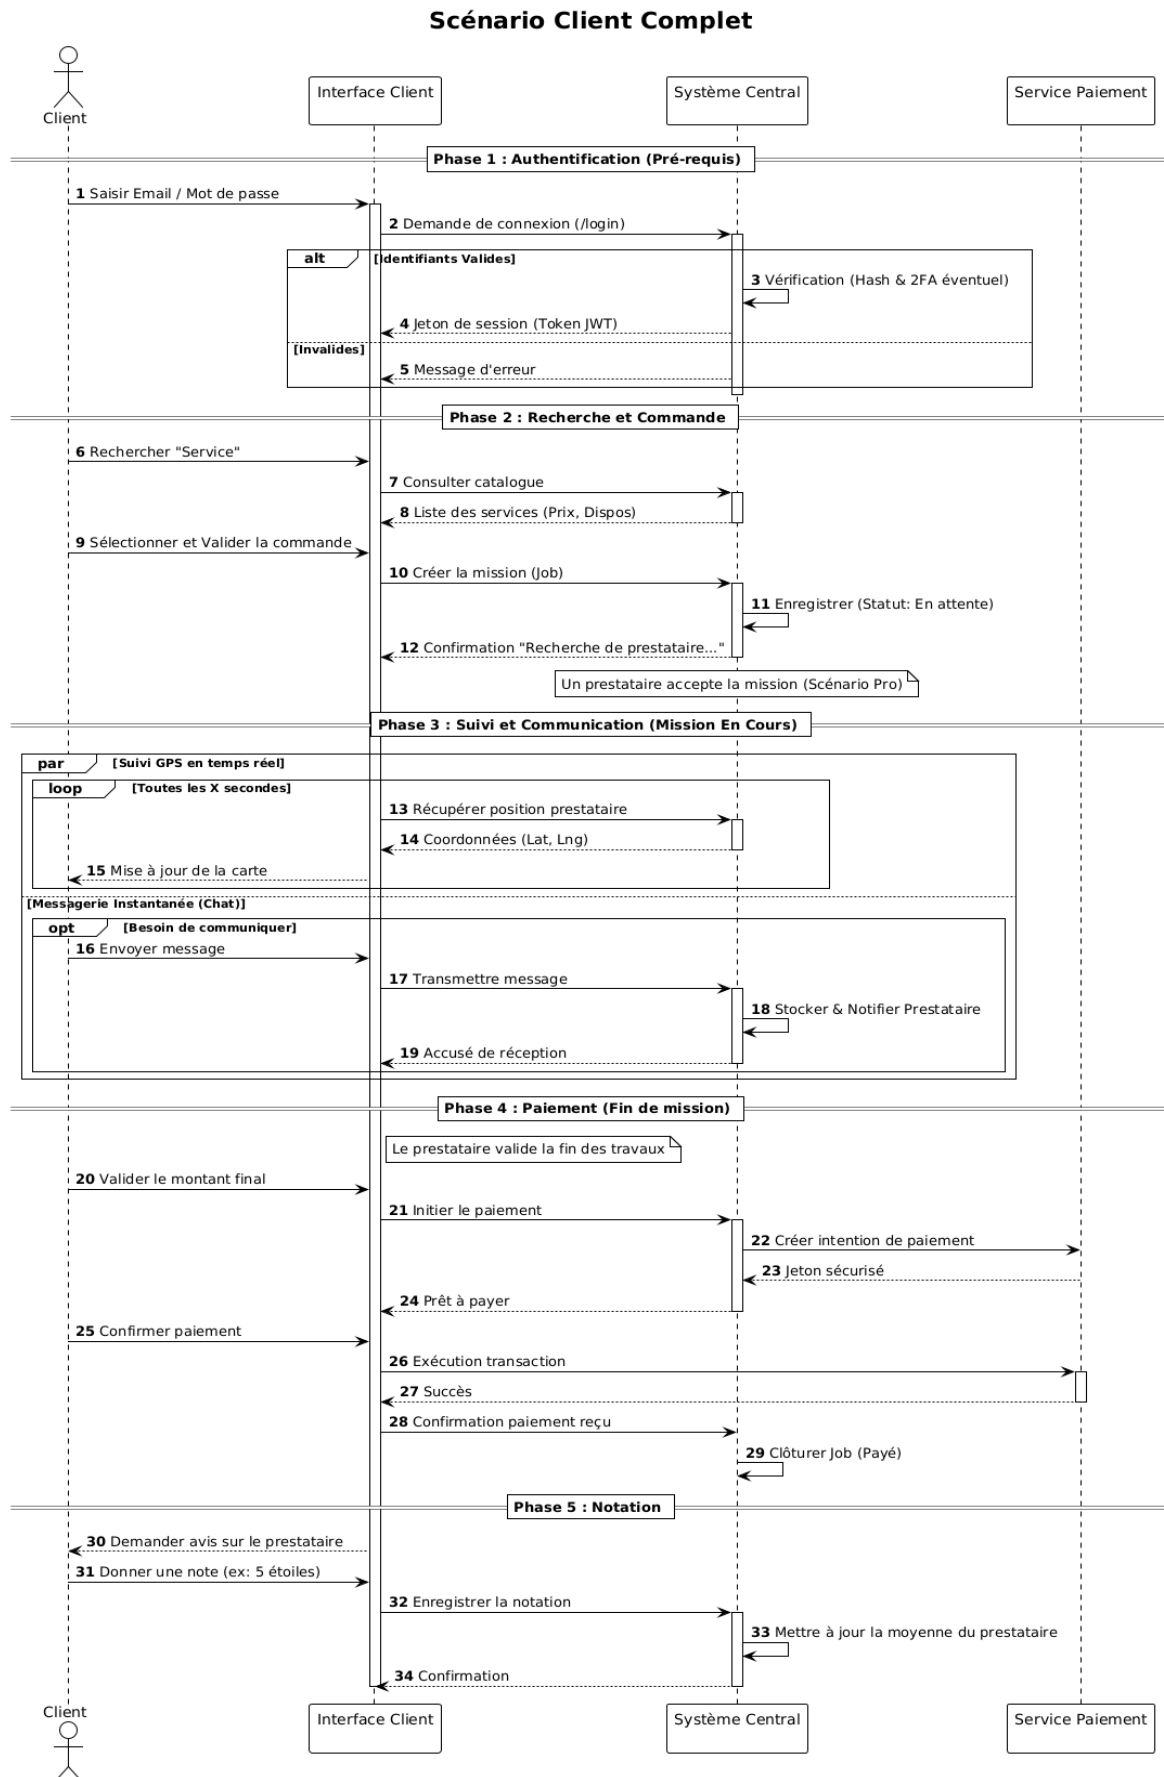 Scénario Client Complet
Client
Interface Client
Système Central
Service Paiement
Phase 1 : Authentification (Pré-requis)
1 Saisir Email / Mot de passe
2 Demande de connexion (/login)
alt [Identifiants Valides]
3 Vérification (Hash & 2FA éventuel)
4 Jeton de session (Token JWT)
[Invalides]
5 Message d'erreur
Phase 2 : Recherche et Commande
6 Rechercher "Service"
7 Consulter catalogue
8 Liste des services (Prix, Dispos)
9 Sélectionner et Valider la commande
10 Créer la mission (Job)
11 Enregistrer (Statut: En attente)
12 Confirmation "Recherche de prestataire..."
Un prestataire accepte la mission (Scénario Pro)
Phase 3 : Suivi et Communication (Mission En Cours)
par [Suivi GPS en temps réel]
loop [Toutes les X secondes]
13 Récupérer position prestataire
14 Coordonnées (Lat, Lng)
15 Mise à jour de la carte
[Messagerie Instantanée (Chat)]
opt [Besoin de communiquer]
16 Envoyer message
17 Transmettre message
18 Stocker & Notifier Prestataire
19 Accusé de réception
Phase 4 : Paiement (Fin de mission)
Le prestataire valide la fin des travaux
20 Valider le montant final
21 Initier le paiement
22 Créer intention de paiement
23 Jeton sécurisé
24 Prêt à payer
25 Confirmer paiement
26 Exécution transaction
27 Succès
28 Confirmation paiement reçu
29 Clôturer Job (Payé)
Phase 5 : Notation
30 Demander avis sur le prestataire
31 Donner une note (ex: 5 étoiles)
32 Enregistrer la notation
33 Mettre à jour la moyenne du prestataire
34 Confirmation
Client
Interface Client
Système Central
Service Paiement